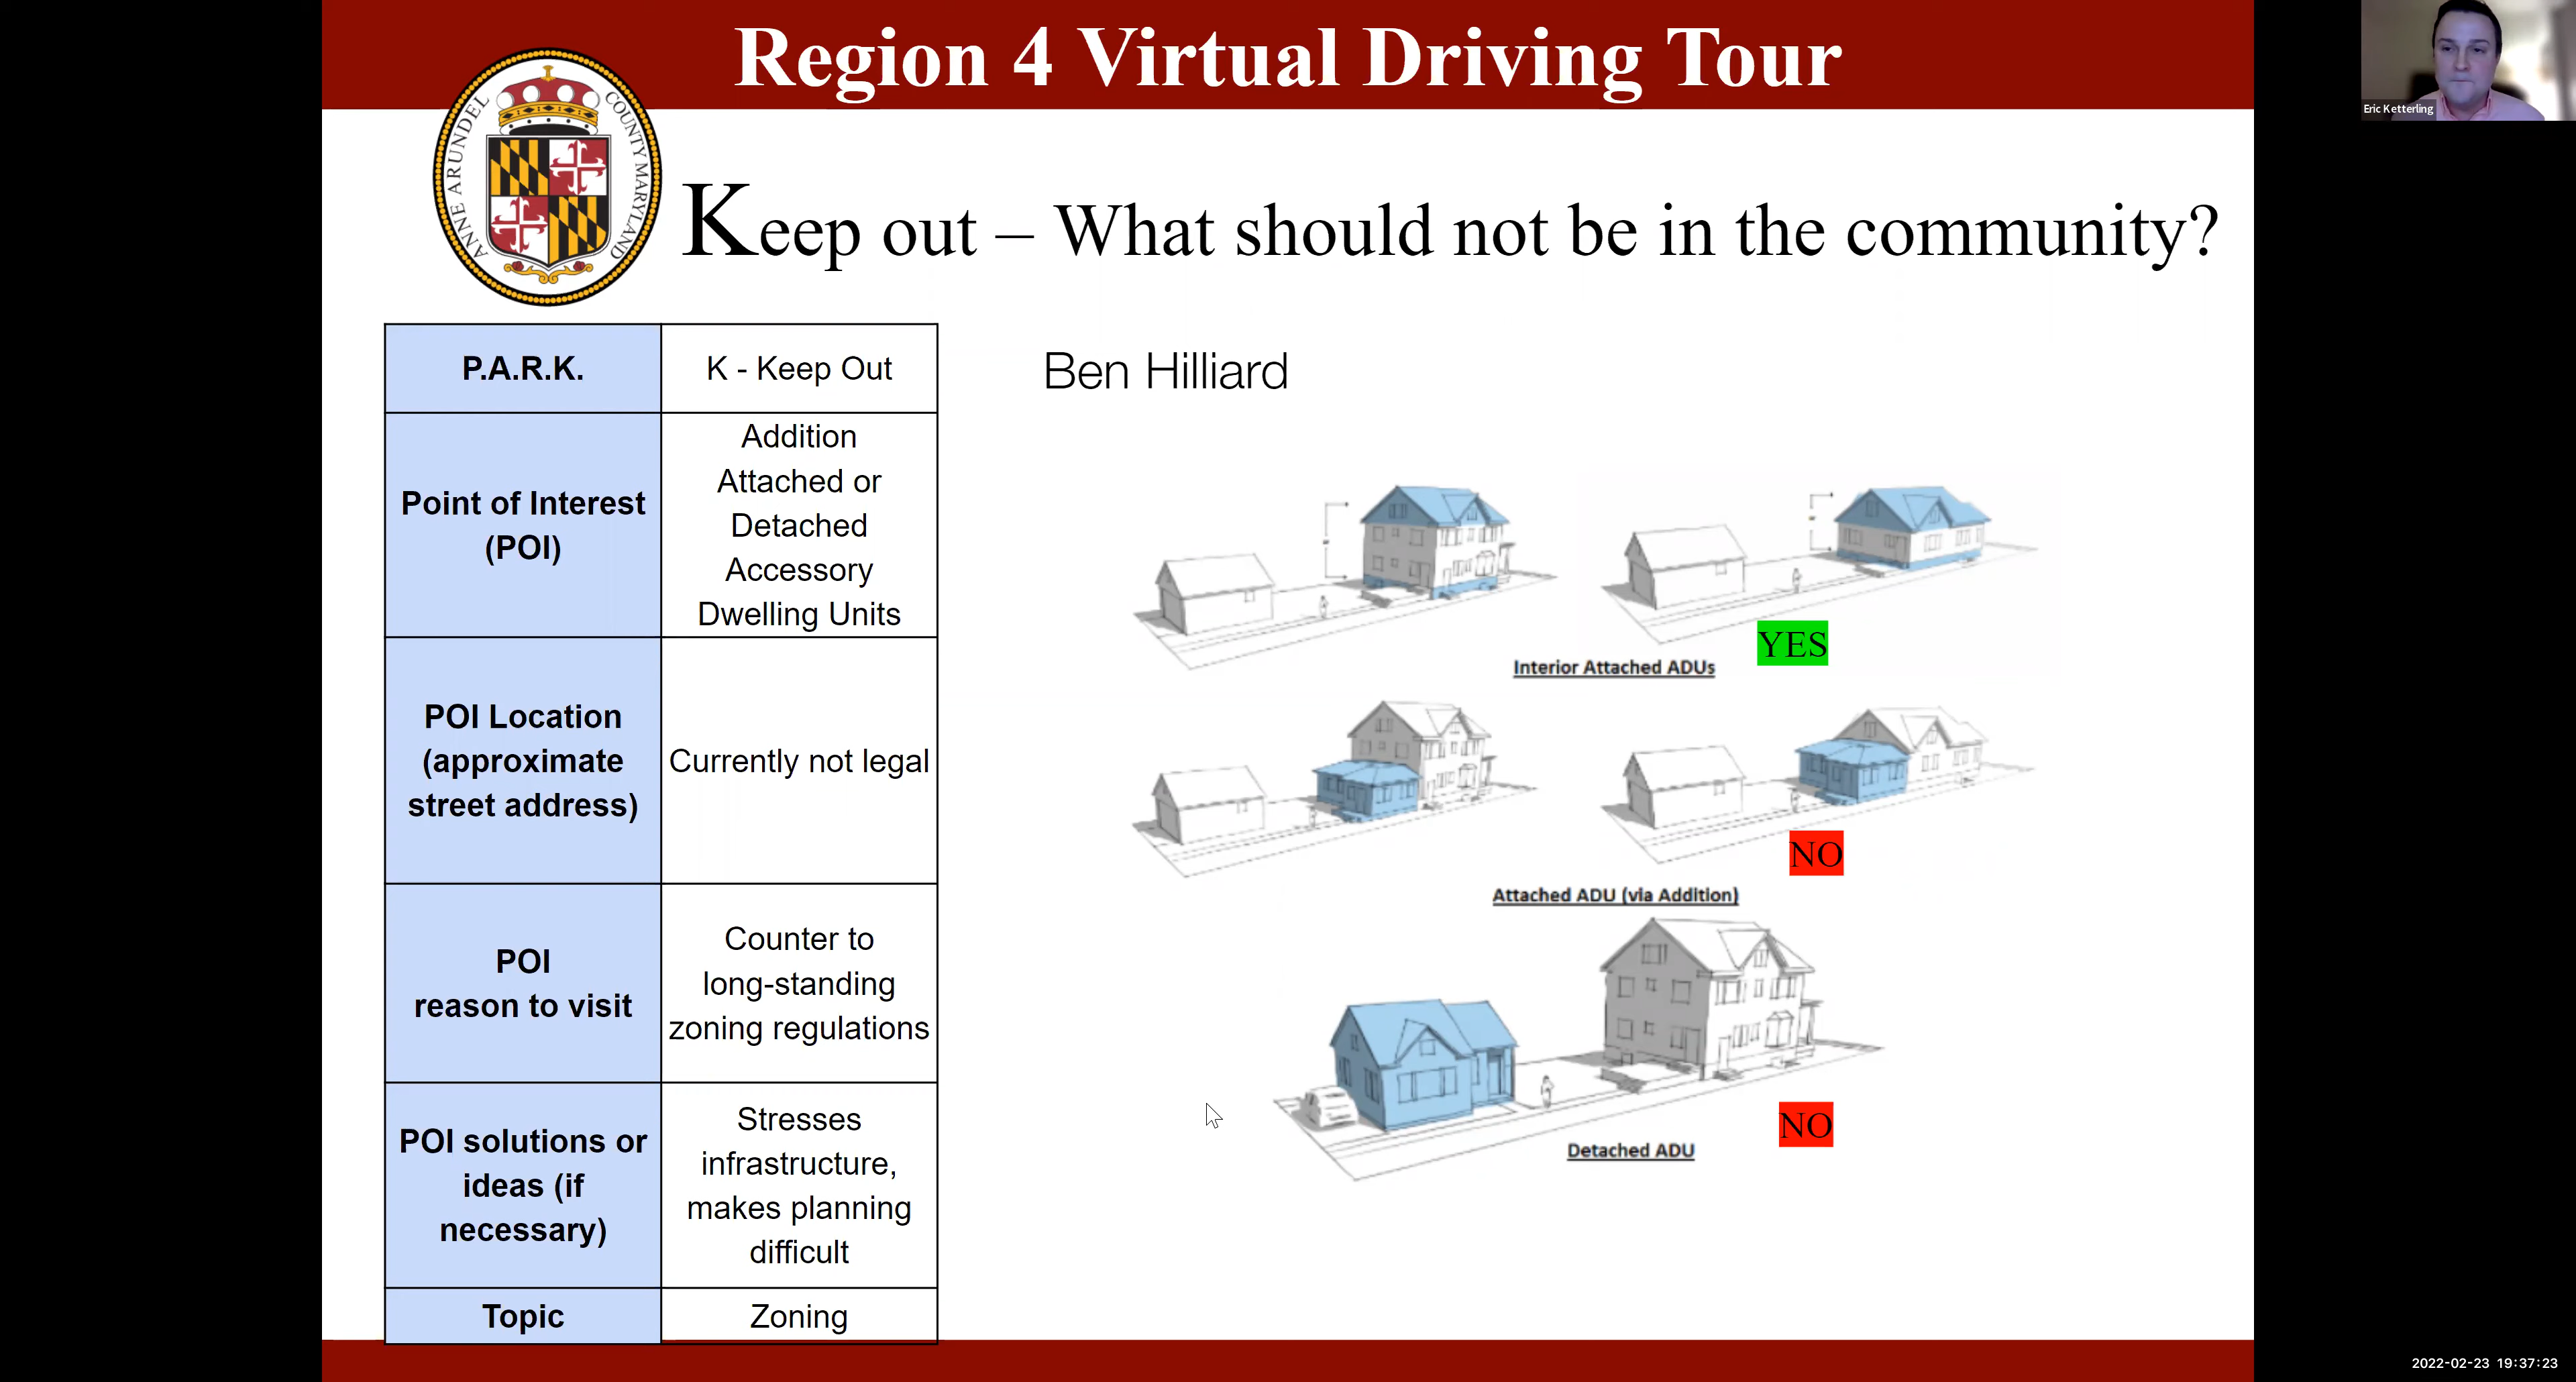 Region 4 Virtual Driving Tour
Eric Ketterling
ANNE ARUNDEL COUNTY MARYLAND
Keep out – What should not be in the community?
P.A.R.K.
K - Keep Out
Point of Interest
(POI)
Addition
Attached or
Detached
Accessory
Dwelling Units
POI Location
(approximate
street address)
Currently not legal
POI
reason to visit
Counter to
long-standing
zoning regulations
POI solutions or
ideas (if
necessary)
Stresses
infrastructure,
makes planning
difficult
Topic
Zoning
Ben Hilliard
YES
Interior Attached ADUs
NO
Attached ADU (via Addition)
NO
Detached ADU
2022-02-23 19:37:23